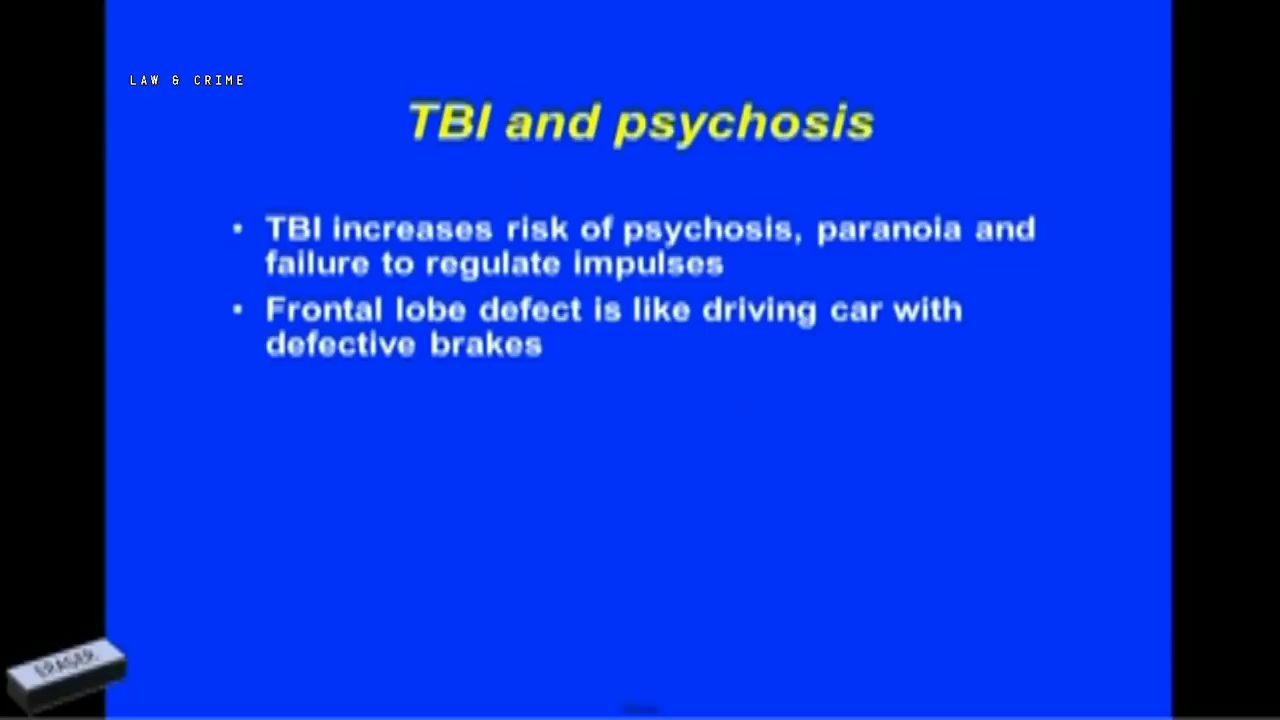 LAW & CRIME
TBI and psychosis
• TBI increases risk of psychosis, paranoia and
failure to regulate impulses
• Frontal lobe defect is like driving car with
defective brakes
ERASER